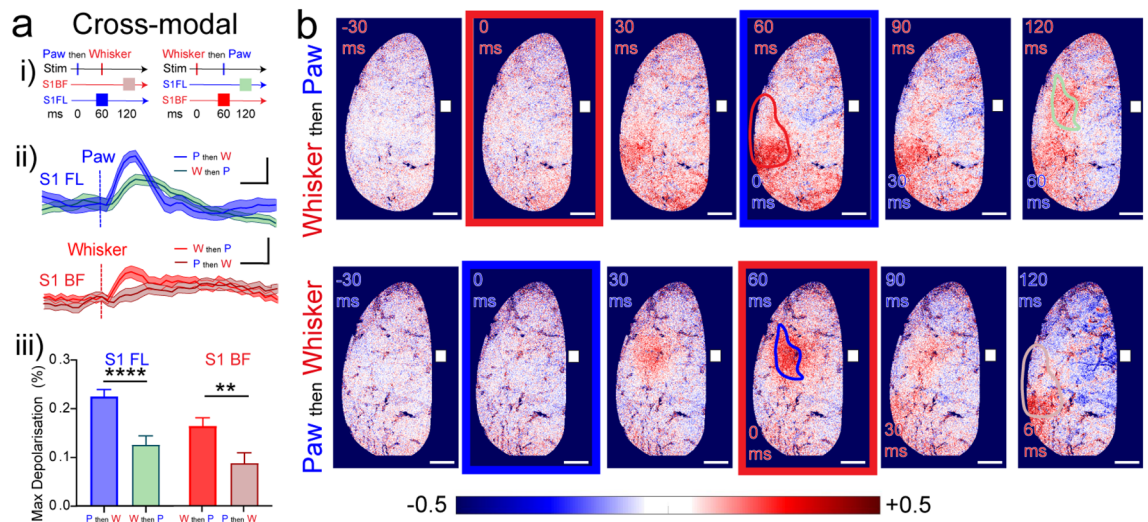 a Cross-modal
i)
Paw then Whisker
Stim
S1BF
S1FL
ms 0 60 120
Whisker then Paw
Stim
S1FL
S1BF
0 60 120
ii)
Paw
S1 FL
P then W
W then P
Whisker
S1 BF
W then P
P then W
iii)
Max Depolarisation (%)
0.3
0.2
0.1
0.0
S1 FL
****
S1 BF
**
P then W W then P W then P P then W
b
Whisker then Paw
-30 ms
0 ms
30 ms
60 ms
0 ms
90 ms
30 ms
120 ms
60 ms
Paw then Whisker
-30 ms
0 ms
30 ms
60 ms
0 ms
90 ms
30 ms
120 ms
60 ms
-0.5 +0.5